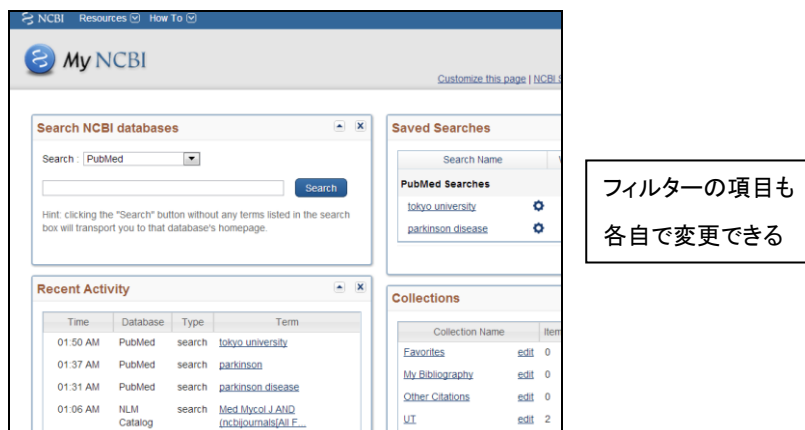 NCBI Resources How To
My NCBI
Customize this page | NCBI
Search NCBI databases
Search : PubMed
Search
Hint: clicking the "Search" button without any terms listed in the search
box will transport you to that database's homepage.
Saved Searches
Search Name
PubMed Searches
tokyo university
parkinson disease
フィルターの項目も
各自で変更できる
Recent Activity
Time Database Type Term
01:50 AM PubMed search tokyo university
01:37 AM PubMed search parkinson
01:31 AM PubMed search parkinson disease
01:06 AM NLM Catalog search Med Mycol J AND
(ncbijournals[All F...
Collections
Collection Name Item
Favorites edit 0
My Bibliography edit 0
Other Citations edit 0
UT edit 2